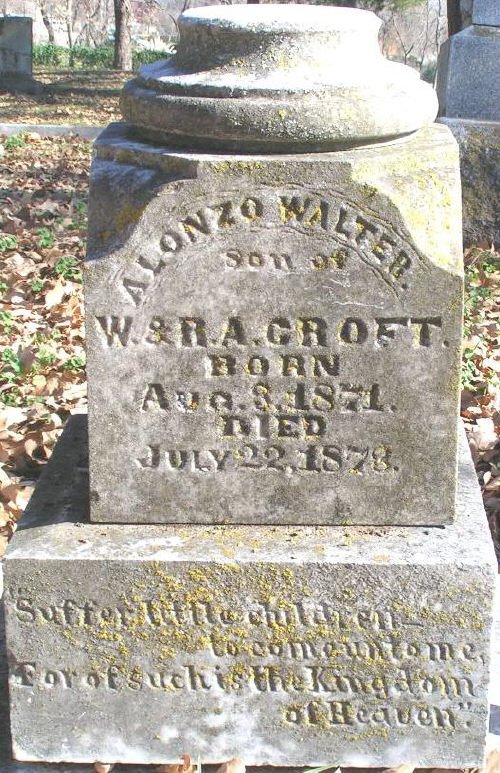 ALONZO WALTER.
Son of
W. & R. A. CROFT.
BORN
AUG. 3, 1871.
DIED
JULY 22, 1873.
"Suffer little children—
to come unto me,
For of such is the Kingdom
of Heaven".